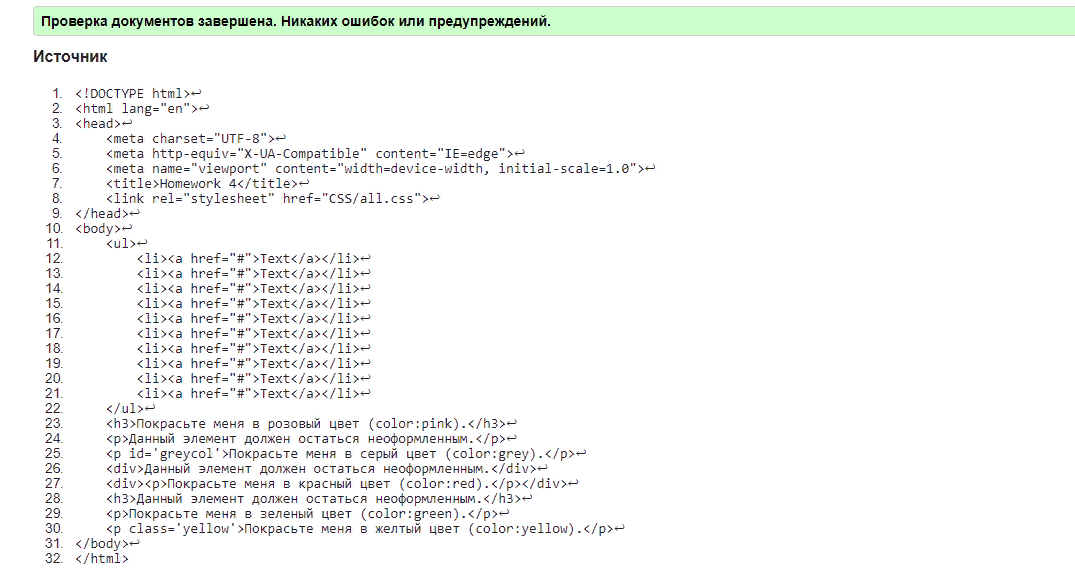 Проверка документов завершена. Никаких ошибок или предупреждений.
Источник
1. <!DOCTYPE html>↩
2. <html lang="en">↩
3. <head>↩
4.     <meta charset="UTF-8">↩
5.     <meta http-equiv="X-UA-Compatible" content="IE=edge">↩
6.     <meta name="viewport" content="width=device-width, initial-scale=1.0">↩
7.     <title>Homework 4</title>↩
8.     <link rel="stylesheet" href="CSS/all.css">↩
9. </head>↩
10. <body>↩
11.     <ul>↩
12.         <li><a href="#">Text</a></li>↩
13.         <li><a href="#">Text</a></li>↩
14.         <li><a href="#">Text</a></li>↩
15.         <li><a href="#">Text</a></li>↩
16.         <li><a href="#">Text</a></li>↩
17.         <li><a href="#">Text</a></li>↩
18.         <li><a href="#">Text</a></li>↩
19.         <li><a href="#">Text</a></li>↩
20.         <li><a href="#">Text</a></li>↩
21.         <li><a href="#">Text</a></li>↩
22.     </ul>↩
23.     <h3>Покрасьте меня в розовый цвет (color:pink).</h3>↩
24.     <p>Данный элемент должен остаться неоформленным.</p>↩
25.     <p id='greycol'>Покрасьте меня в серый цвет (color:grey).</p>↩
26.     <div>Данный элемент должен остаться неоформленным.</div>↩
27.     <div><p>Покрасьте меня в красный цвет (color:red).</p></div>↩
28.     <h3>Данный элемент должен остаться неоформленным.</h3>↩
29.     <p>Покрасьте меня в зеленый цвет (color:green).</p>↩
30.     <p class='yellow'>Покрасьте меня в желтый цвет (color:yellow).</p>↩
31. </body>↩
32. </html>